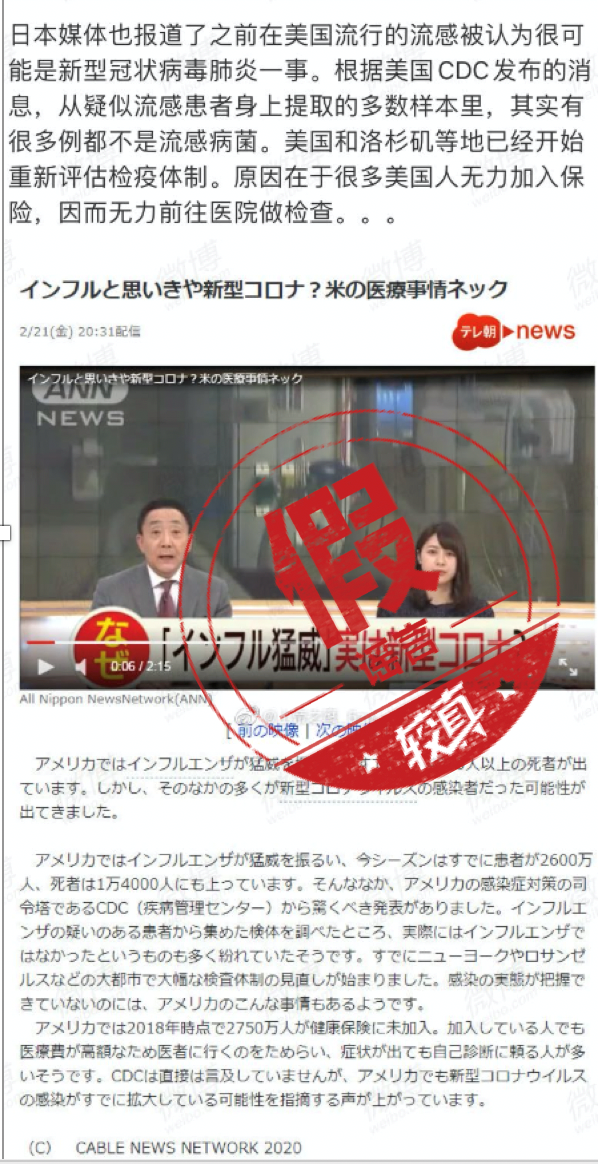 日本媒体也报道了之前在美国流行的流感被认为很可
能是新型冠状病毒肺炎一事。根据美国CDC发布的消
息，从疑似流感患者身上提取的多数样本里，其实有
很多例都不是流感病菌。美国和洛杉矶等地已经开始
重新评估检疫体制。原因在于很多美国人无力加入保
险，因而无力前往医院做检查。。。
インフルと思いきや新型コロナ？米の医療事情ネック
2/21(金) 20:31配信
テレ朝 news
インフルと思いきや新型コロナ？米の医療事情ネック
ANN
NEWS
假
較真
なぜ
「インフル猛威」実は新型コロナ？
0:06 / 2:15
All Nippon NewsNetwork(ANN)
[ 前の映像 | 次の映
アメリカではインフルエンザが猛威を 人以上の死者が出
ています。しかし、そのなかの多くが新型コロナウイルスの感染者だった可能性が
出てきました。
アメリカではインフルエンザが猛威を振るい、今シーズンはすでに患者が2600万
人、死者は1万4000人にも上っています。そんななか、アメリカの感染症対策の司
令塔であるCDC（疾病管理センター）から驚くべき発表がありました。インフルエ
ンザの疑いのある患者から集めた検体を調べたところ、実際にはインフルエンザで
はなかったというものも多く紛れていたそうです。すでにニューヨークやロサンゼ
ルスなどの大都市で大幅な検査体制の見直しが始まりました。感染の実態が把握で
きていないのには、アメリカのこんな事情もあるようです。
アメリカでは2018年時点で2750万人が健康保険に未加入。加入している人でも
医療費が高額なため医者に行くのをためらい、症状が出ても自己診断に頼る人が多
いそうです。CDCは直接は言及していませんが、アメリカでも新型コロナウイルス
の感染がすでに拡大している可能性を指摘する声が上がっています。
（C） CABLE NEWS NETWORK 2020